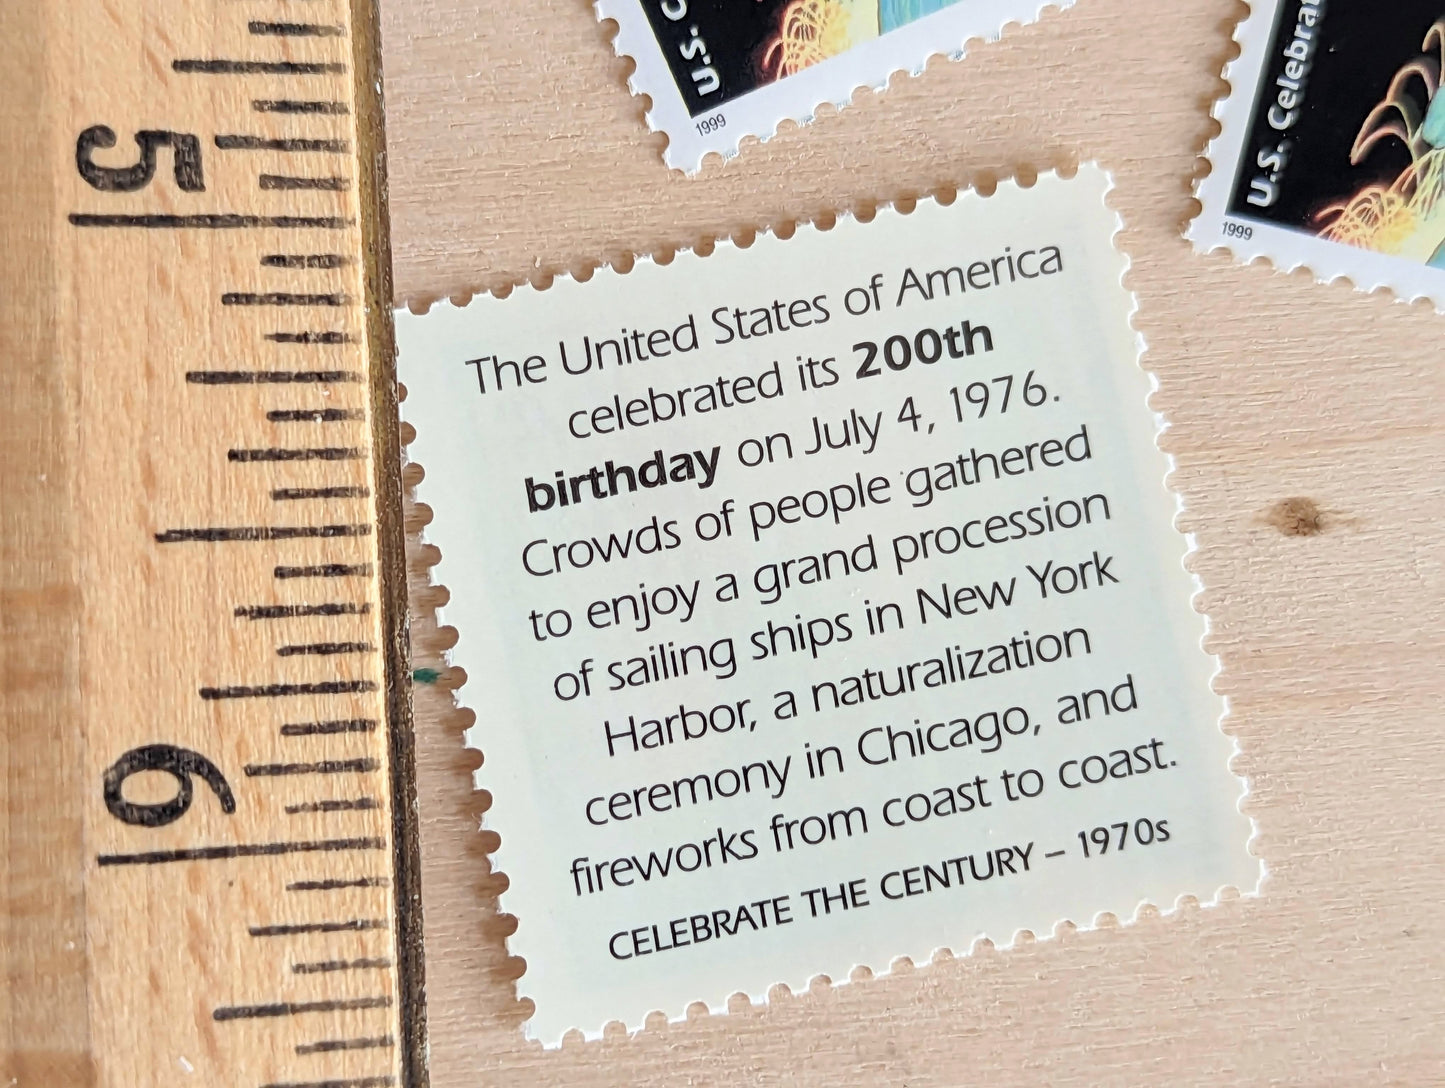 5
6
U.S.
1999
U.S. Celebra
1999
The United States of America
celebrated its 200th
birthday on July 4, 1976.
Crowds of people gathered
to enjoy a grand procession
of sailing ships in New York
Harbor, a naturalization
ceremony in Chicago, and
fireworks from coast to coast.
CELEBRATE THE CENTURY – 1970s